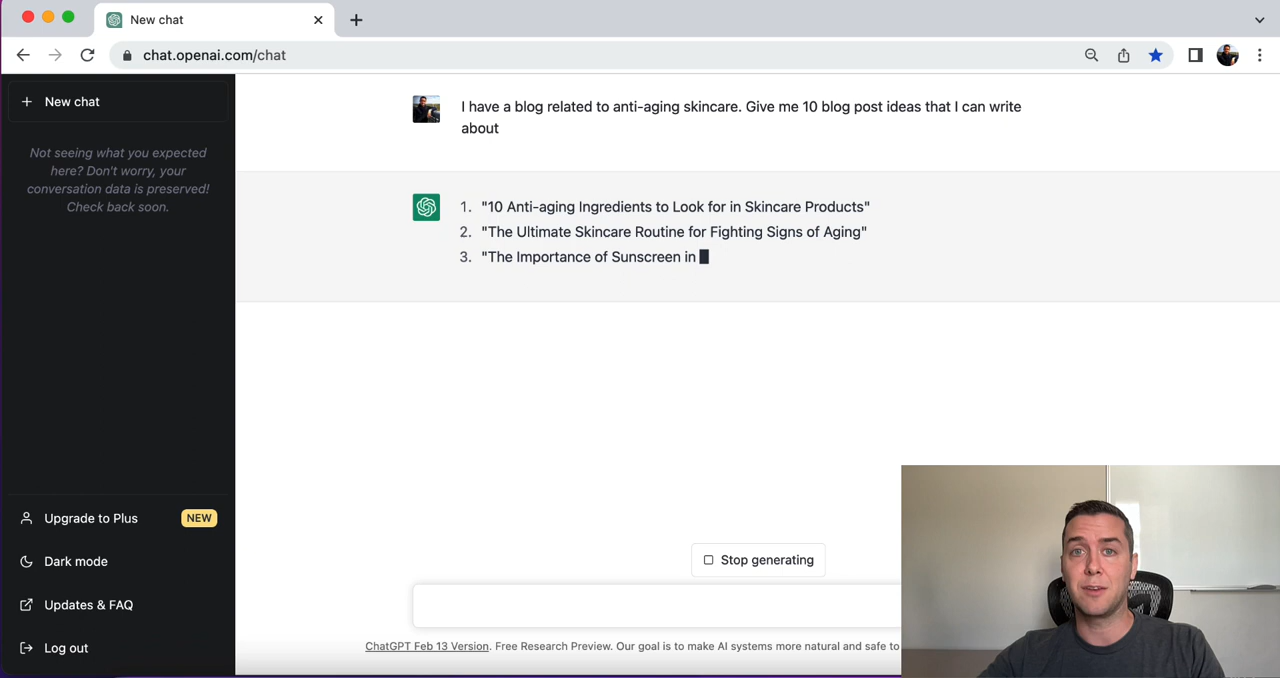 New chat
chat.openai.com/chat
New chat
Not seeing what you expected
here? Don't worry, your
conversation data is preserved!
Check back soon.
I have a blog related to anti-aging skincare. Give me 10 blog post ideas that I can write
about
1. "10 Anti-aging Ingredients to Look for in Skincare Products"
2. "The Ultimate Skincare Routine for Fighting Signs of Aging"
3. "The Importance of Sunscreen in
Upgrade to Plus NEW
Dark mode
Updates & FAQ
Log out
Stop generating
ChatGPT Feb 13 Version. Free Research Preview. Our goal is to make AI systems more natural and safe to